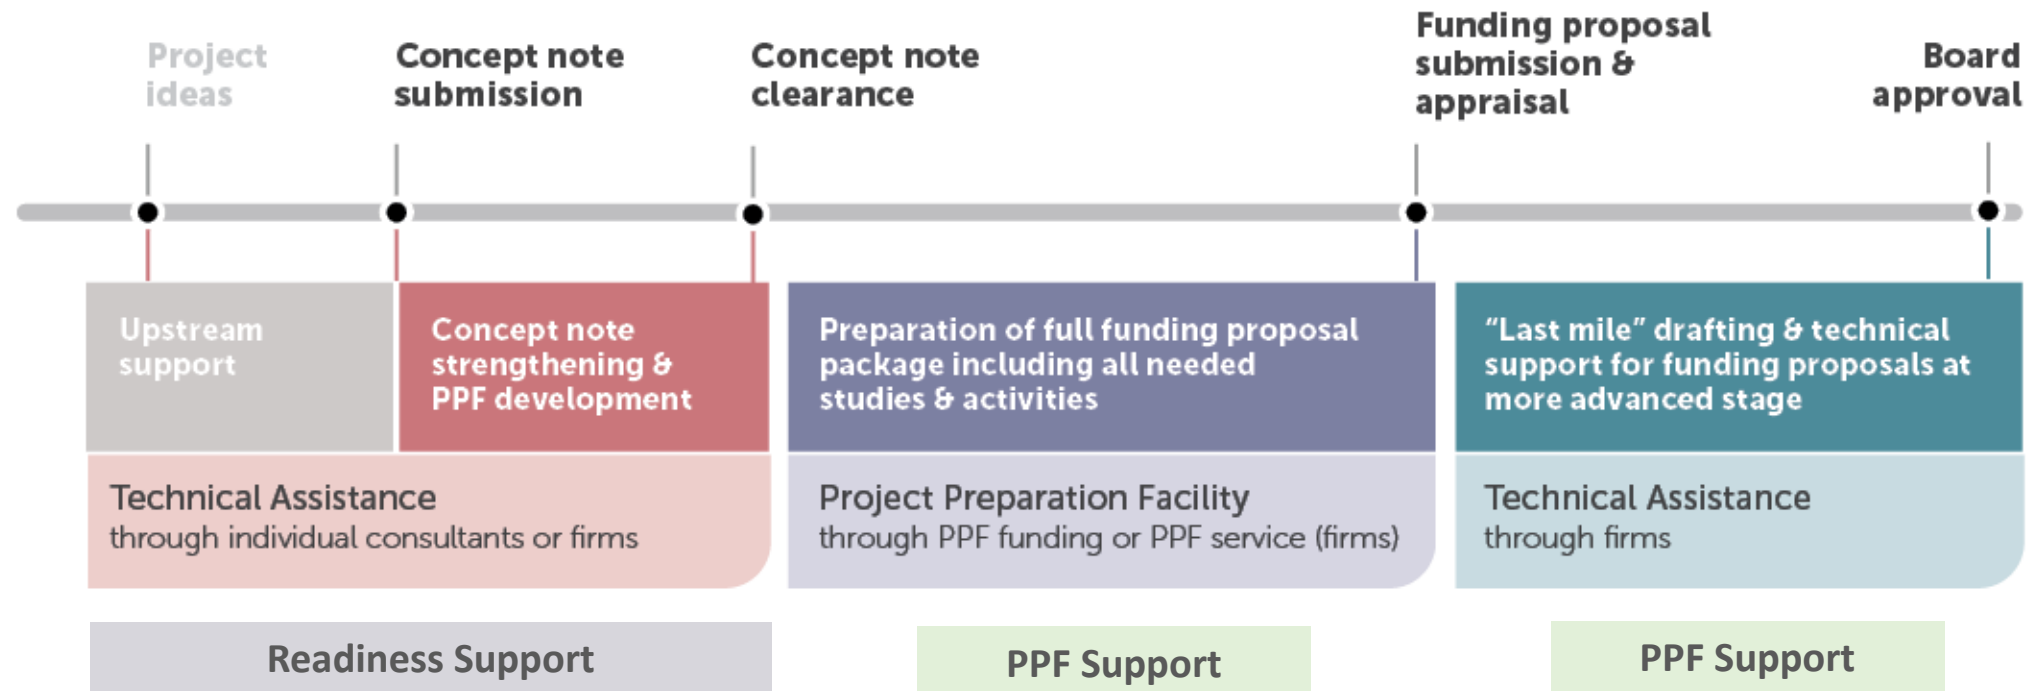 Project
ideas
Concept note
submission
Concept note
clearance
Funding proposal
submission &
appraisal
Board
approval
Upstream
support
Concept note
strengthening &
PPF development
Preparation of full funding proposal
package including all needed
studies & activities
“Last mile” drafting & technical
support for funding proposals at
more advanced stage
Technical Assistance
through individual consultants or firms
Project Preparation Facility
through PPF funding or PPF service (firms)
Technical Assistance
through firms
Readiness Support
PPF Support
PPF Support